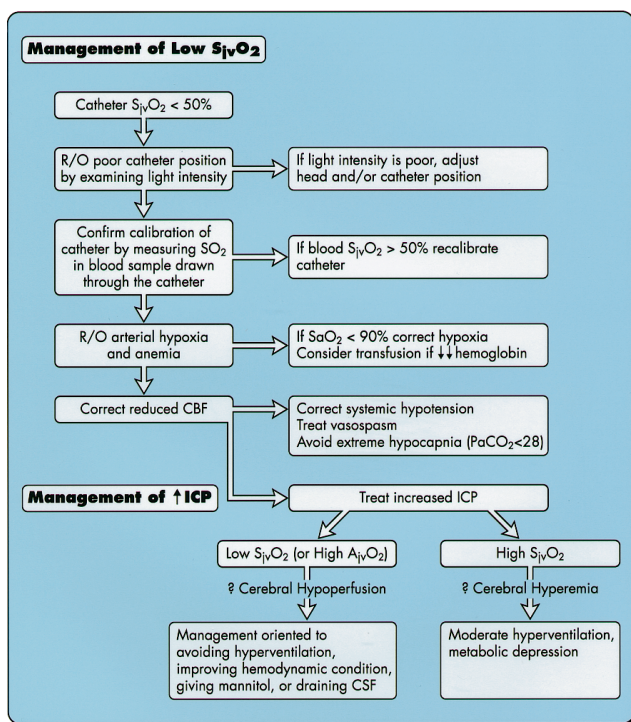 Management of Low SjvO2
Catheter SjvO2 < 50%
R/O poor catheter position
by examining light intensity
If light intensity is poor, adjust
head and/or catheter position
Confirm calibration of
catheter by measuring SO2
in blood sample drawn
through the catheter
If blood SjvO2 > 50% recalibrate
catheter
R/O arterial hypoxia
and anemia
If SaO2 < 90% correct hypoxia
Consider transfusion if ↓↓hemoglobin
Correct reduced CBF
Correct systemic hypotension
Treat vasospasm
Avoid extreme hypocapnia (PaCO2<28)
Management of ↑ICP
Treat increased ICP
Low SjvO2 (or High AjvO2)
High SjvO2
? Cerebral Hypoperfusion
? Cerebral Hyperemia
Management oriented to
avoiding hyperventilation,
improving hemodynamic condition,
giving mannitol, or draining CSF
Moderate hyperventilation,
metabolic depression